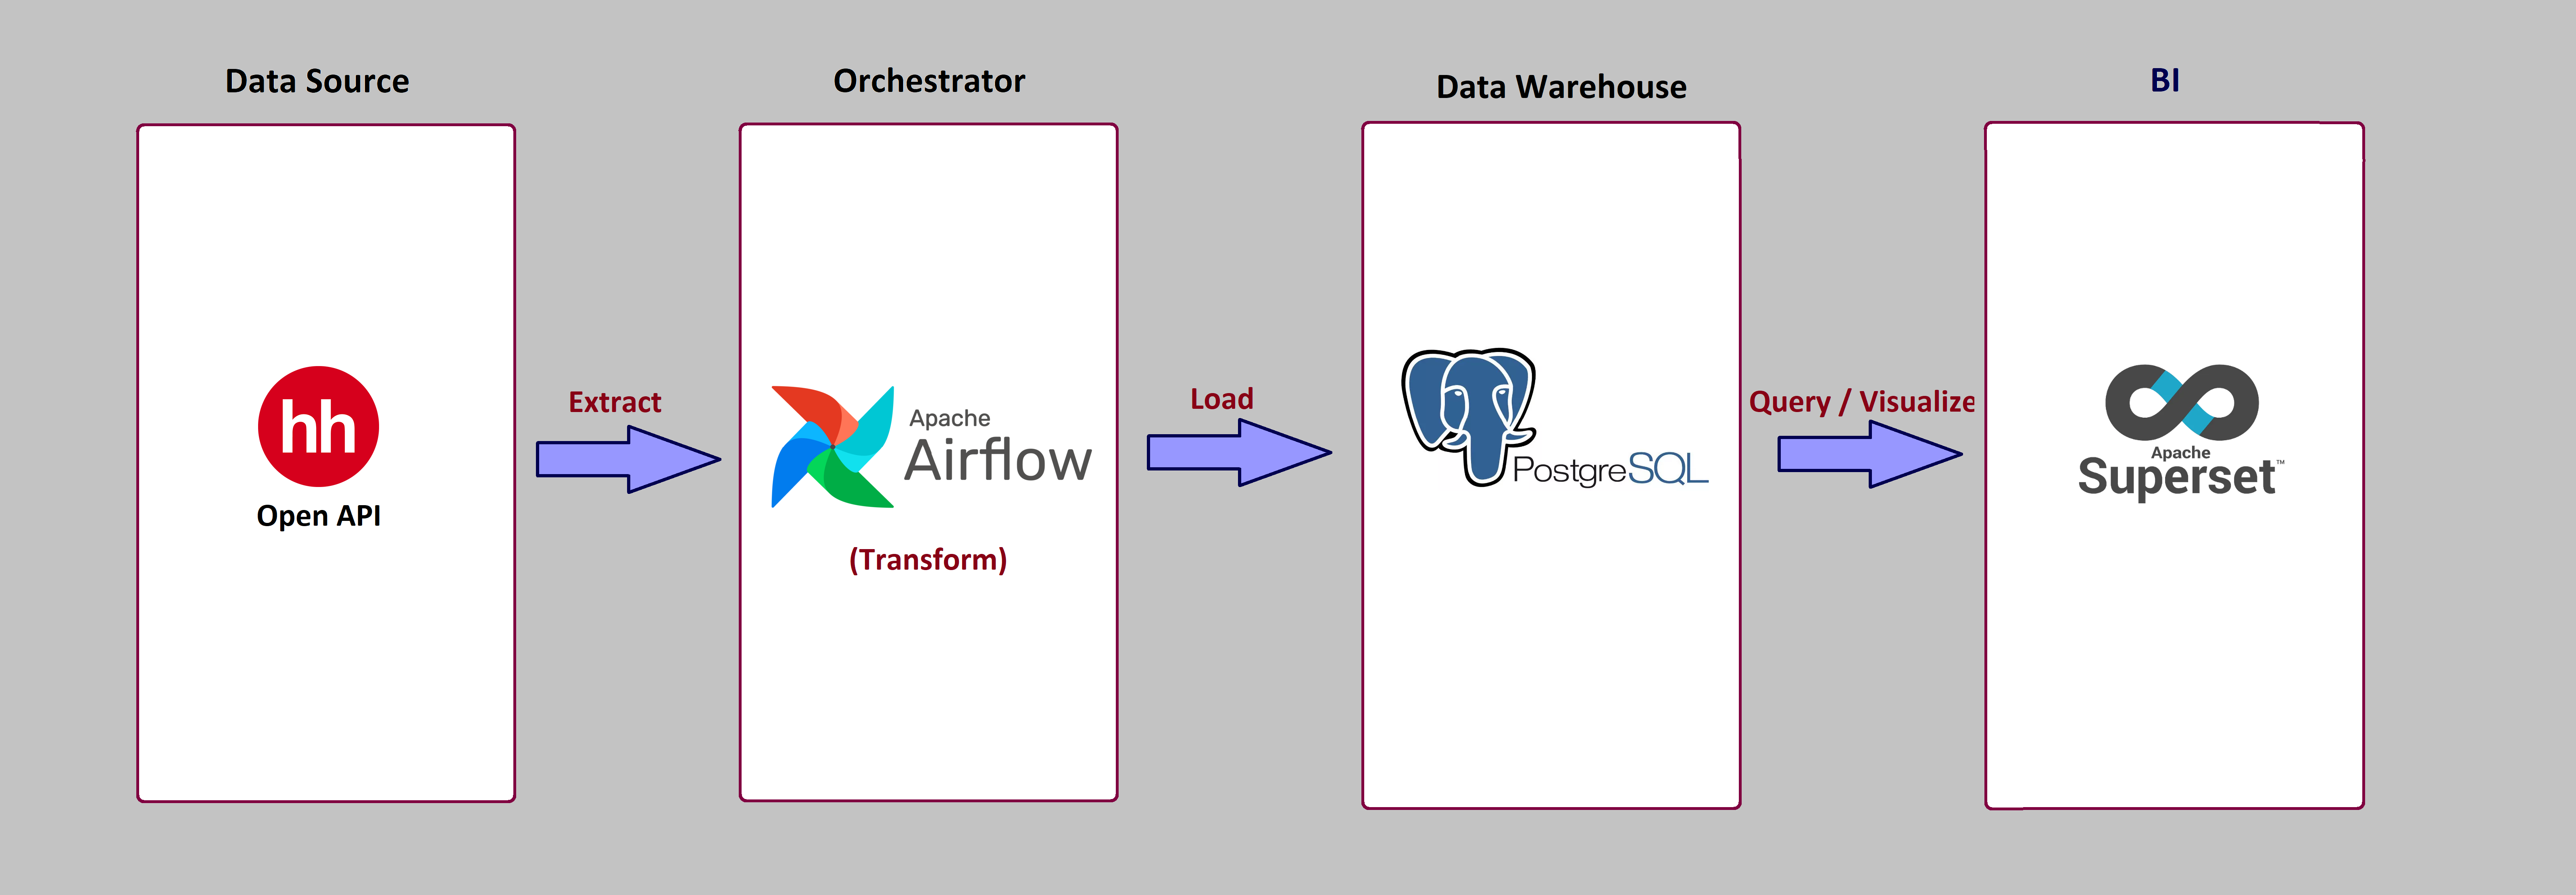 Data Source
Orchestrator
Data Warehouse
BI
hh
Open API
Extract
Apache
Airflow
(Transform)
Load
PostgreSQL
Query / Visualize
Apache
Superset™